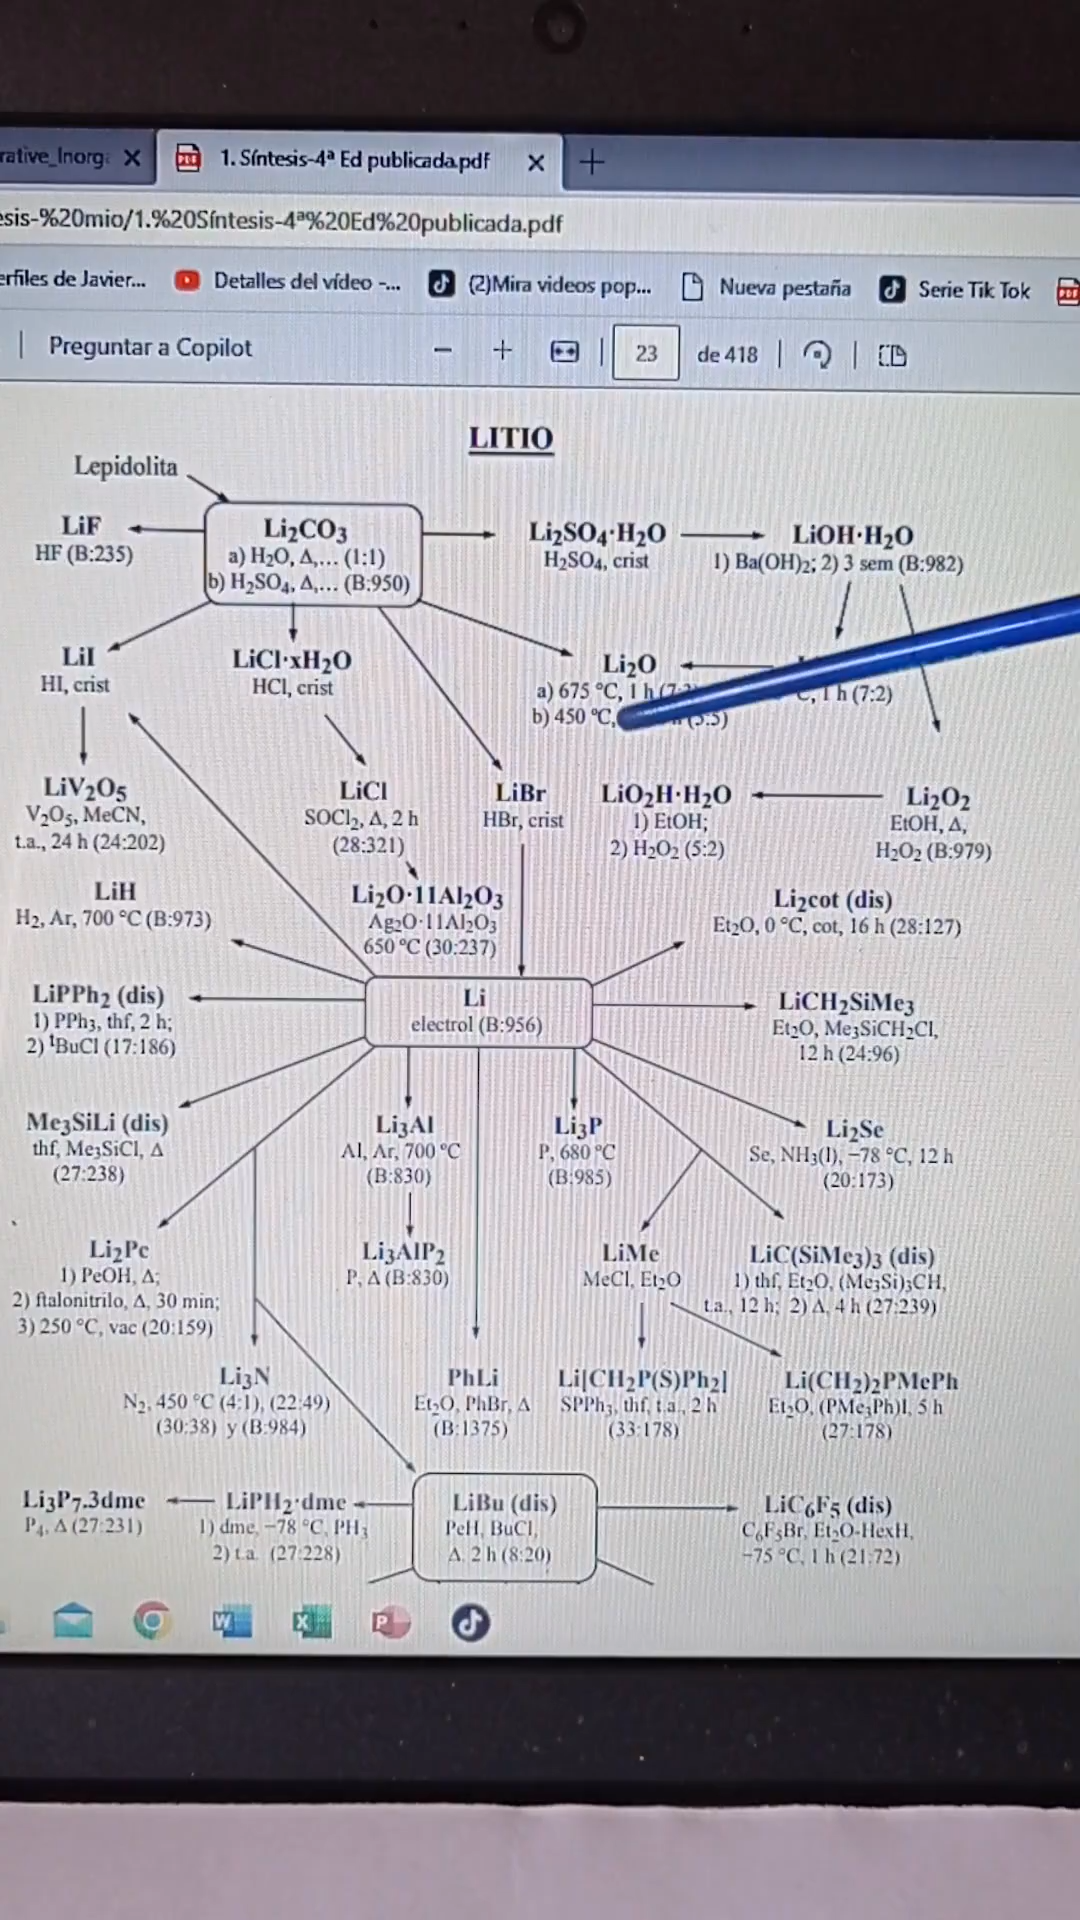 1. Síntesis-4ª Ed publicada.pdf
esis-%20mio/1.%20Síntesis-4ª%20Ed%20publicada.pdf
erfiles de Javier...
Detalles del vídeo -...
(2)Mira videos pop...
Nueva pestaña
Serie Tik Tok
Preguntar a Copilot
23 de 418
LITIO
Lepidolita
LiF
HF (B:235)
Li₂CO₃
a) H₂O, Δ,... (1:1)
b) H₂SO₄, Δ,... (B:950)
Li₂SO₄·H₂O
H₂SO₄, crist
LiOH·H₂O
1) Ba(OH)₂; 2) 3 sem (B:982)
LiI
HI, crist
LiCl·xH₂O
HCl, crist
Li₂O
a) 675 °C, 1 h
b) 450 °C,
1 h (7:2)
LiV₂O₅
V₂O₅, MeCN,
t.a., 24 h (24:202)
LiCl
SOCl₂, Δ, 2 h
(28:321)
LiBr
HBr, crist
LiO₂H·H₂O
1) EtOH;
2) H₂O₂ (5:2)
Li₂O₂
EtOH, Δ,
H₂O₂ (B:979)
LiH
H₂, Ar, 700 °C (B:973)
Li₂O·11Al₂O₃
Ag₂O·11Al₂O₃
650 °C (30:237)
Li₂cot (dis)
Et₂O, 0 °C, cot, 16 h (28:127)
LiPPh₂ (dis)
1) PPh₃, thf, 2 h;
2) ᵗBuCl (17:186)
Li
electrol (B:956)
LiCH₂SiMe₃
Et₂O, Me₃SiCH₂Cl,
12 h (24:96)
Me₃SiLi (dis)
thf, Me₃SiCl, Δ
(27:238)
Li₃Al
Al, Ar, 700 °C
(B:830)
Li₃P
P, 680 °C
(B:985)
Li₂Se
Se, NH₃(l), −78 °C, 12 h
(20:173)
Li₂Pc
1) PeOH, Δ;
2) ftalonitrilo, Δ, 30 min;
3) 250 °C, vac (20:159)
Li₃AlP₂
P, Δ (B:830)
LiMe
MeCl, Et₂O
LiC(SiMe₃)₃ (dis)
1) thf, Et₂O, (Me₃Si)₃CH,
t.a., 12 h; 2) Δ, 4 h (27:239)
Li₃N
N₂, 450 °C (4:1), (22:49)
(30:38) y (B:984)
PhLi
Et₂O, PhBr, Δ
(B:1375)
Li[CH₂P(S)Ph₂]
SPPh₃, thf, t.a., 2 h
(33:178)
Li(CH₂)₂PMePh
Et₂O, (PMe₃Ph)I, 5 h
(27:178)
Li₃P₇.3dme
P₄, Δ (27:231)
LiPH₂·dme
1) dme, −78 °C, PH₃
2) t.a. (27:228)
LiBu (dis)
PeH, BuCl,
Δ, 2 h (8:20)
LiC₆F₅ (dis)
C₆F₅Br, Et₂O-HexH,
−75 °C, 1 h (21:72)